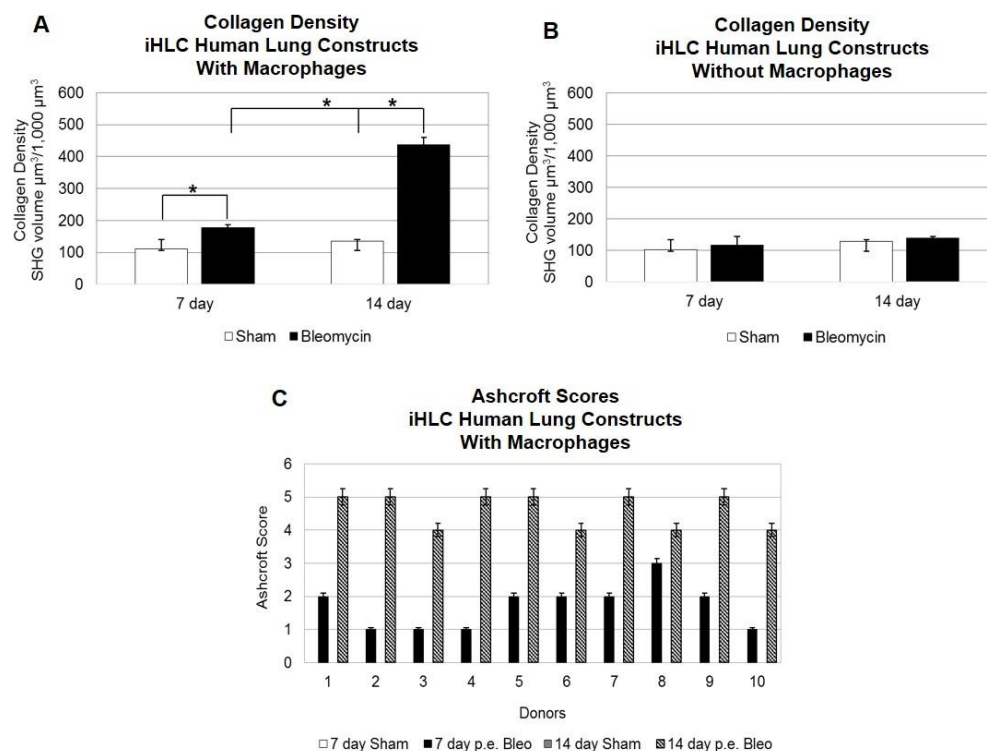 A
Collagen Density
iHLC Human Lung Constructs
With Macrophages
Collagen Density
SHG volume µm³/1,000 µm³
600
500
400
300
200
100
0
*
*
*
7 day
14 day
Sham
Bleomycin
B
Collagen Density
iHLC Human Lung Constructs
Without Macrophages
Collagen Density
SHG volume µm³/1,000 µm³
600
500
400
300
200
100
0
7 day
14 day
Sham
Bleomycin
C
Ashcroft Scores
iHLC Human Lung Constructs
With Macrophages
Ashcroft Score
6
5
4
3
2
1
0
1 2 3 4 5 6 7 8 9 10
Donors
7 day Sham
7 day p.e. Bleo
14 day Sham
14 day p.e. Bleo